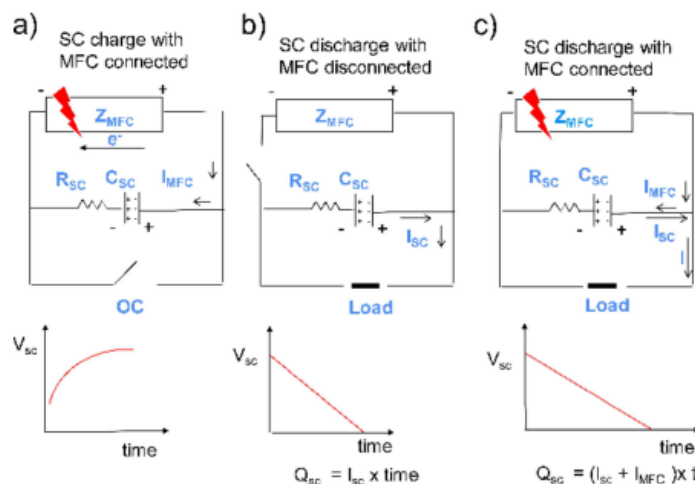 a)
SC charge with
MFC connected
- +
Z_MFC
e-
R_SC C_SC I_MFC
- +
OC
V_sc
time
b)
SC discharge with
MFC disconnected
- +
Z_MFC
R_SC C_SC
- +
I_SC
Load
V_sc
time
Q_sc = I_sc x time
c)
SC discharge with
MFC connected
- +
Z_MFC
R_SC C_SC
I_MFC
- +
I_SC
I
Load
V_sc
time
Q_sc = (I_sc + I_MFC) x t